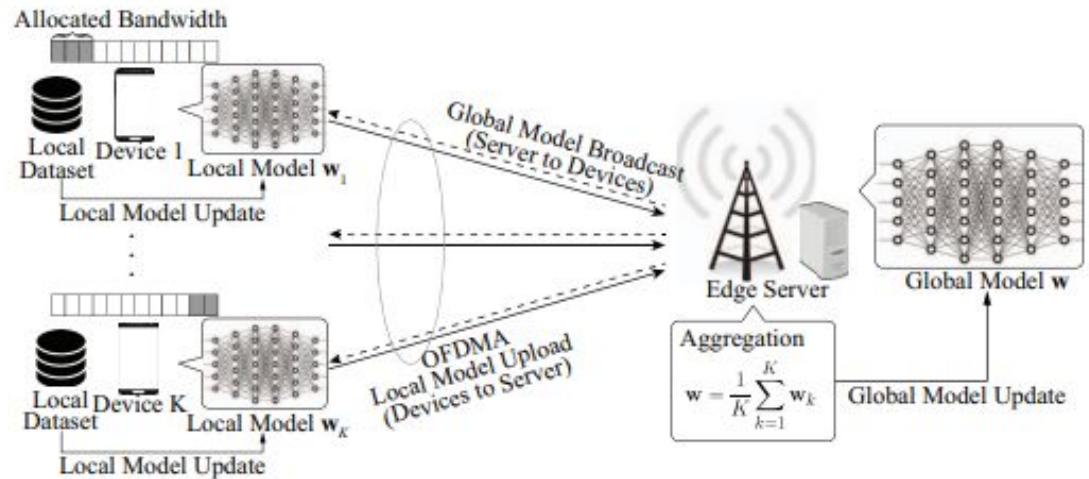 Allocated Bandwidth
Local
Dataset
Device 1
Local Model w₁
Local Model Update
Global Model Broadcast
(Server to Devices)
Edge Server
Global Model w
Aggregation
w = 1/K ∑ₖ₌₁ᴷ wₖ
Global Model Update
OFDMA
Local Model Upload
(Devices to Server)
Local
Dataset
Device K
Local Model w_K
Local Model Update